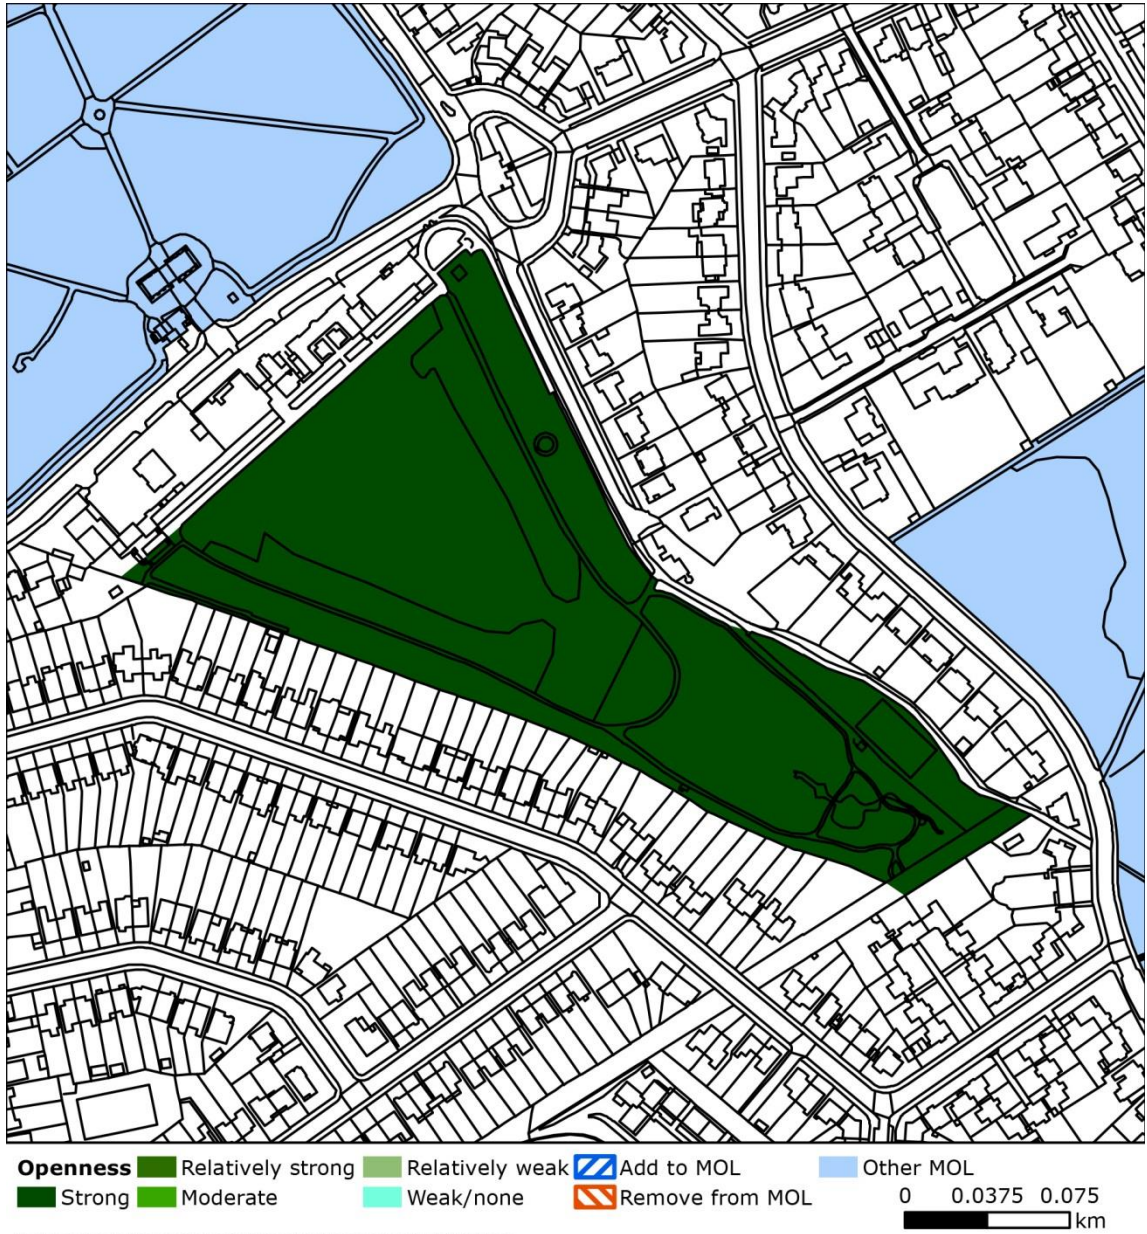 Openness Relatively strong Relatively weak Add to MOL Other MOL
Strong Moderate Weak/none Remove from MOL 0 0.0375 0.075
km